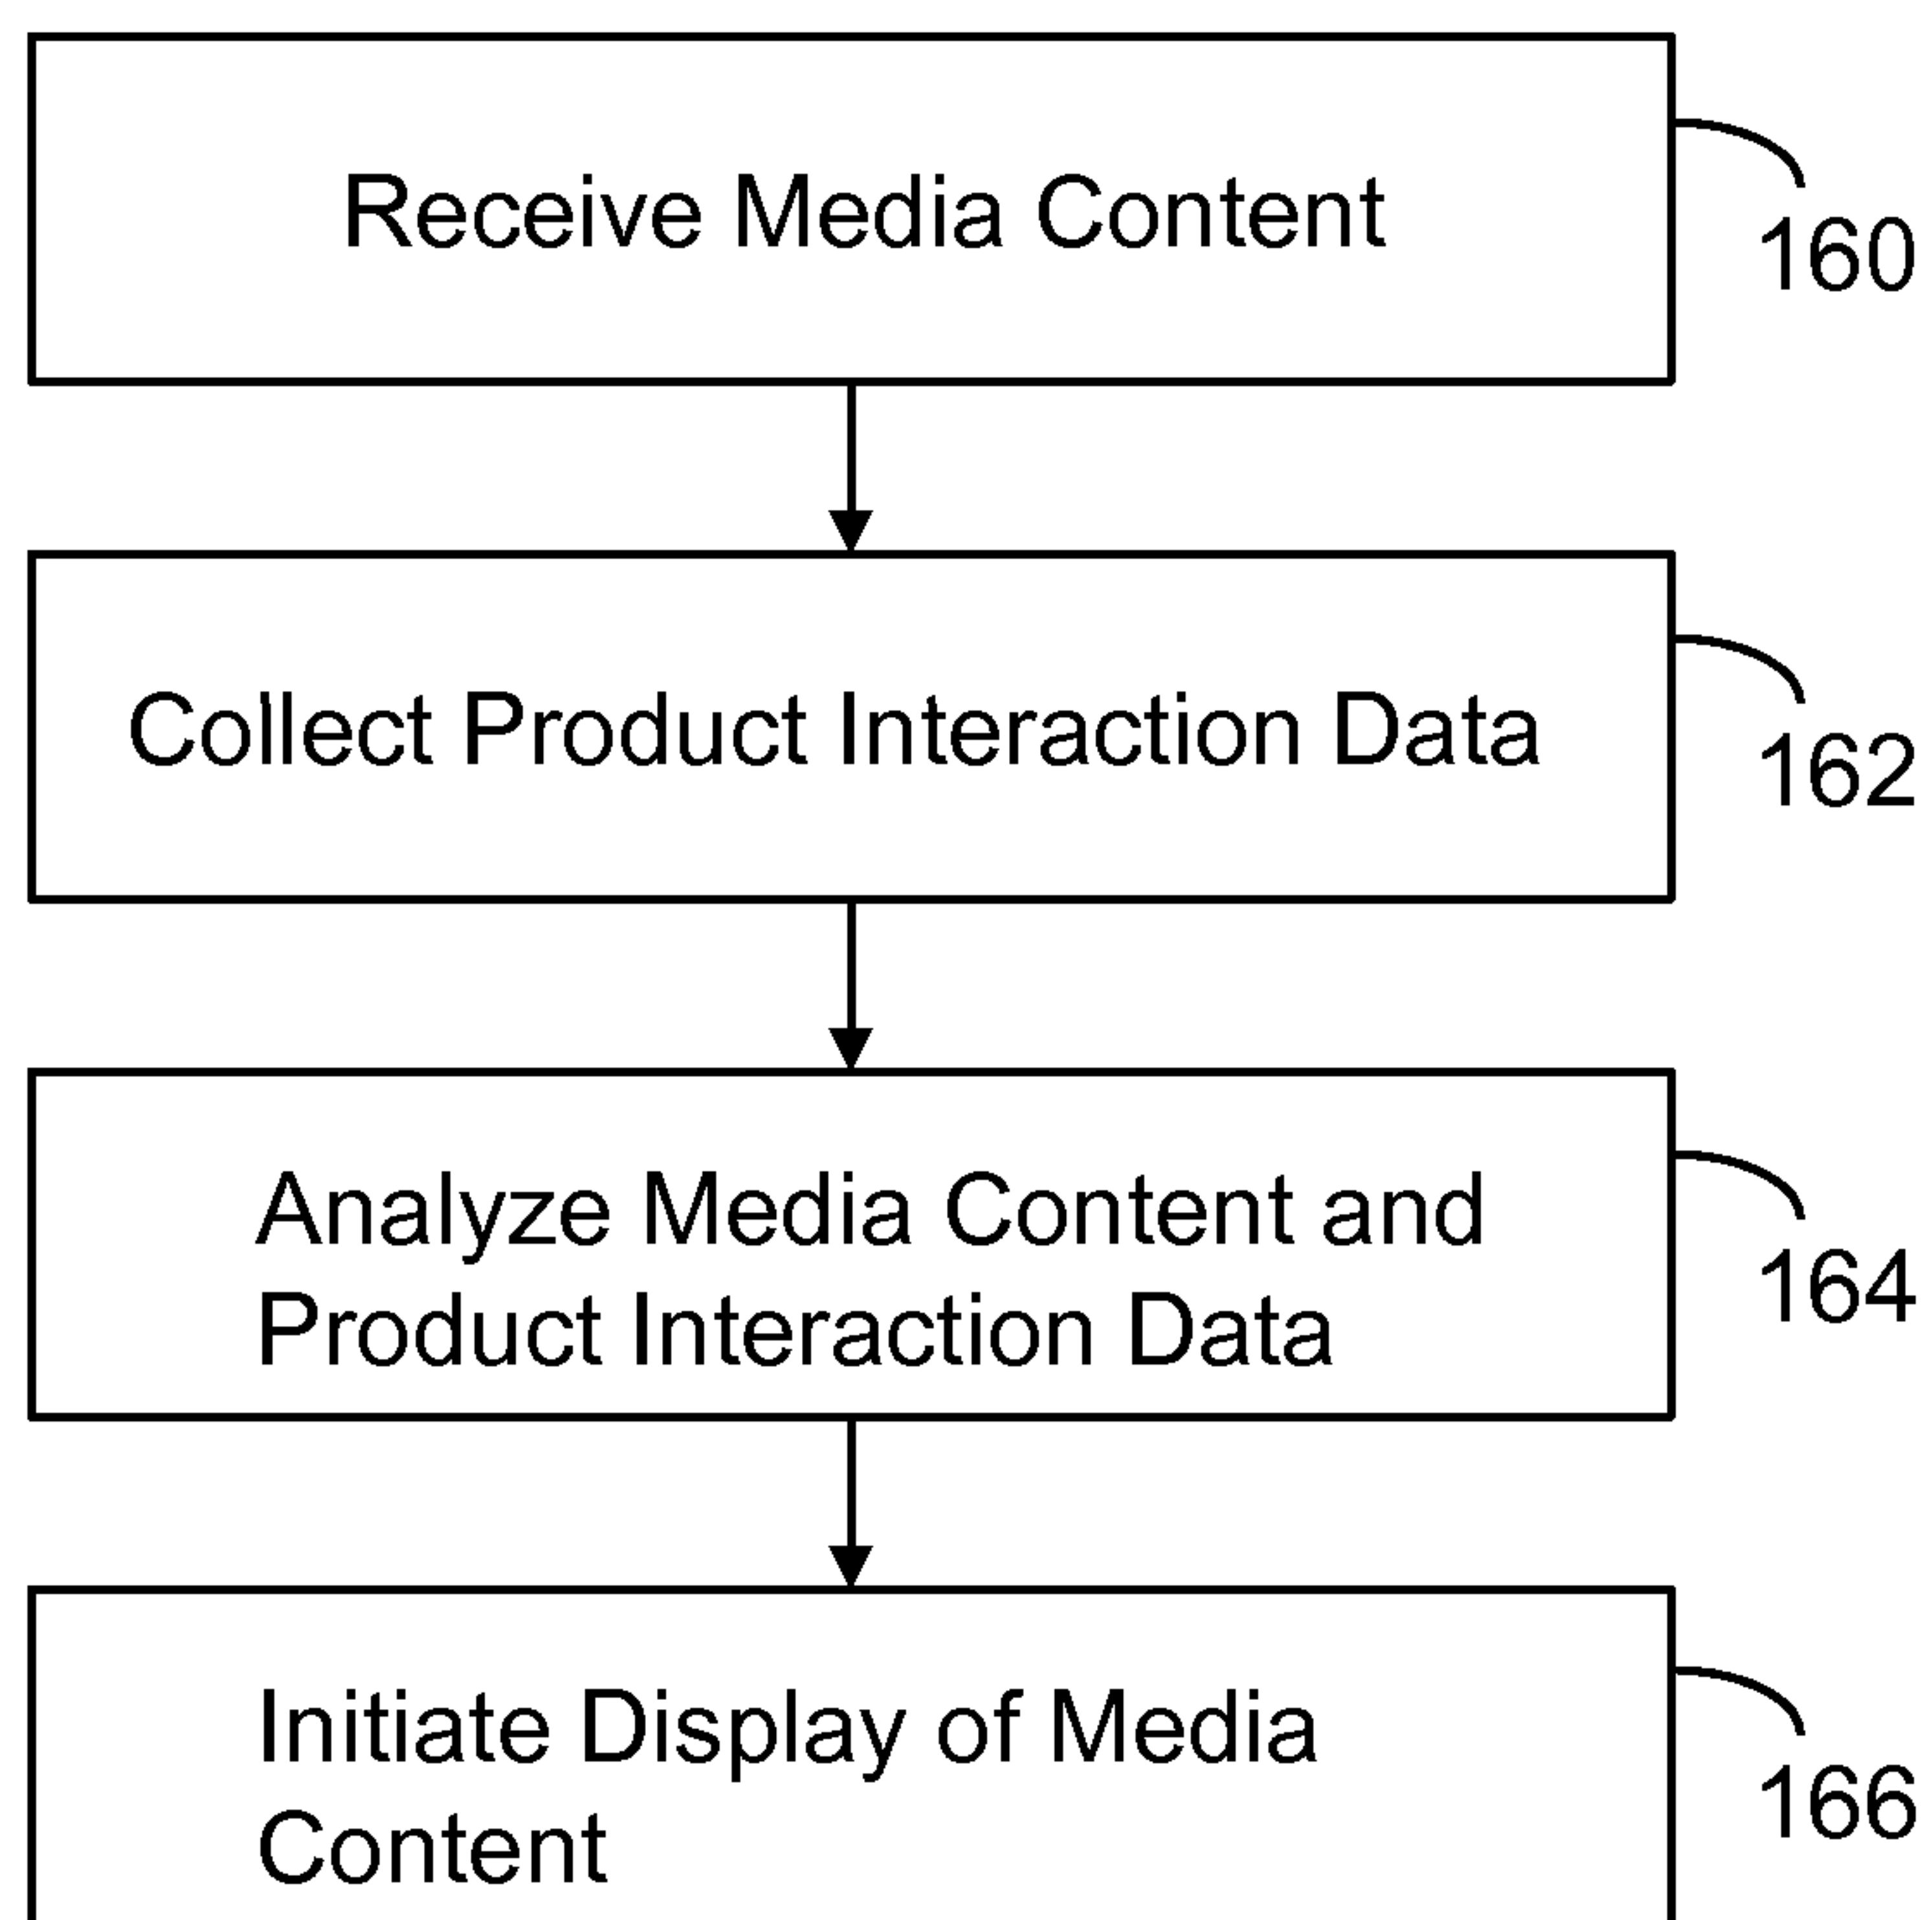 Receive Media Content
160
Collect Product Interaction Data
162
Analyze Media Content and
Product Interaction Data
164
Initiate Display of Media
Content
166